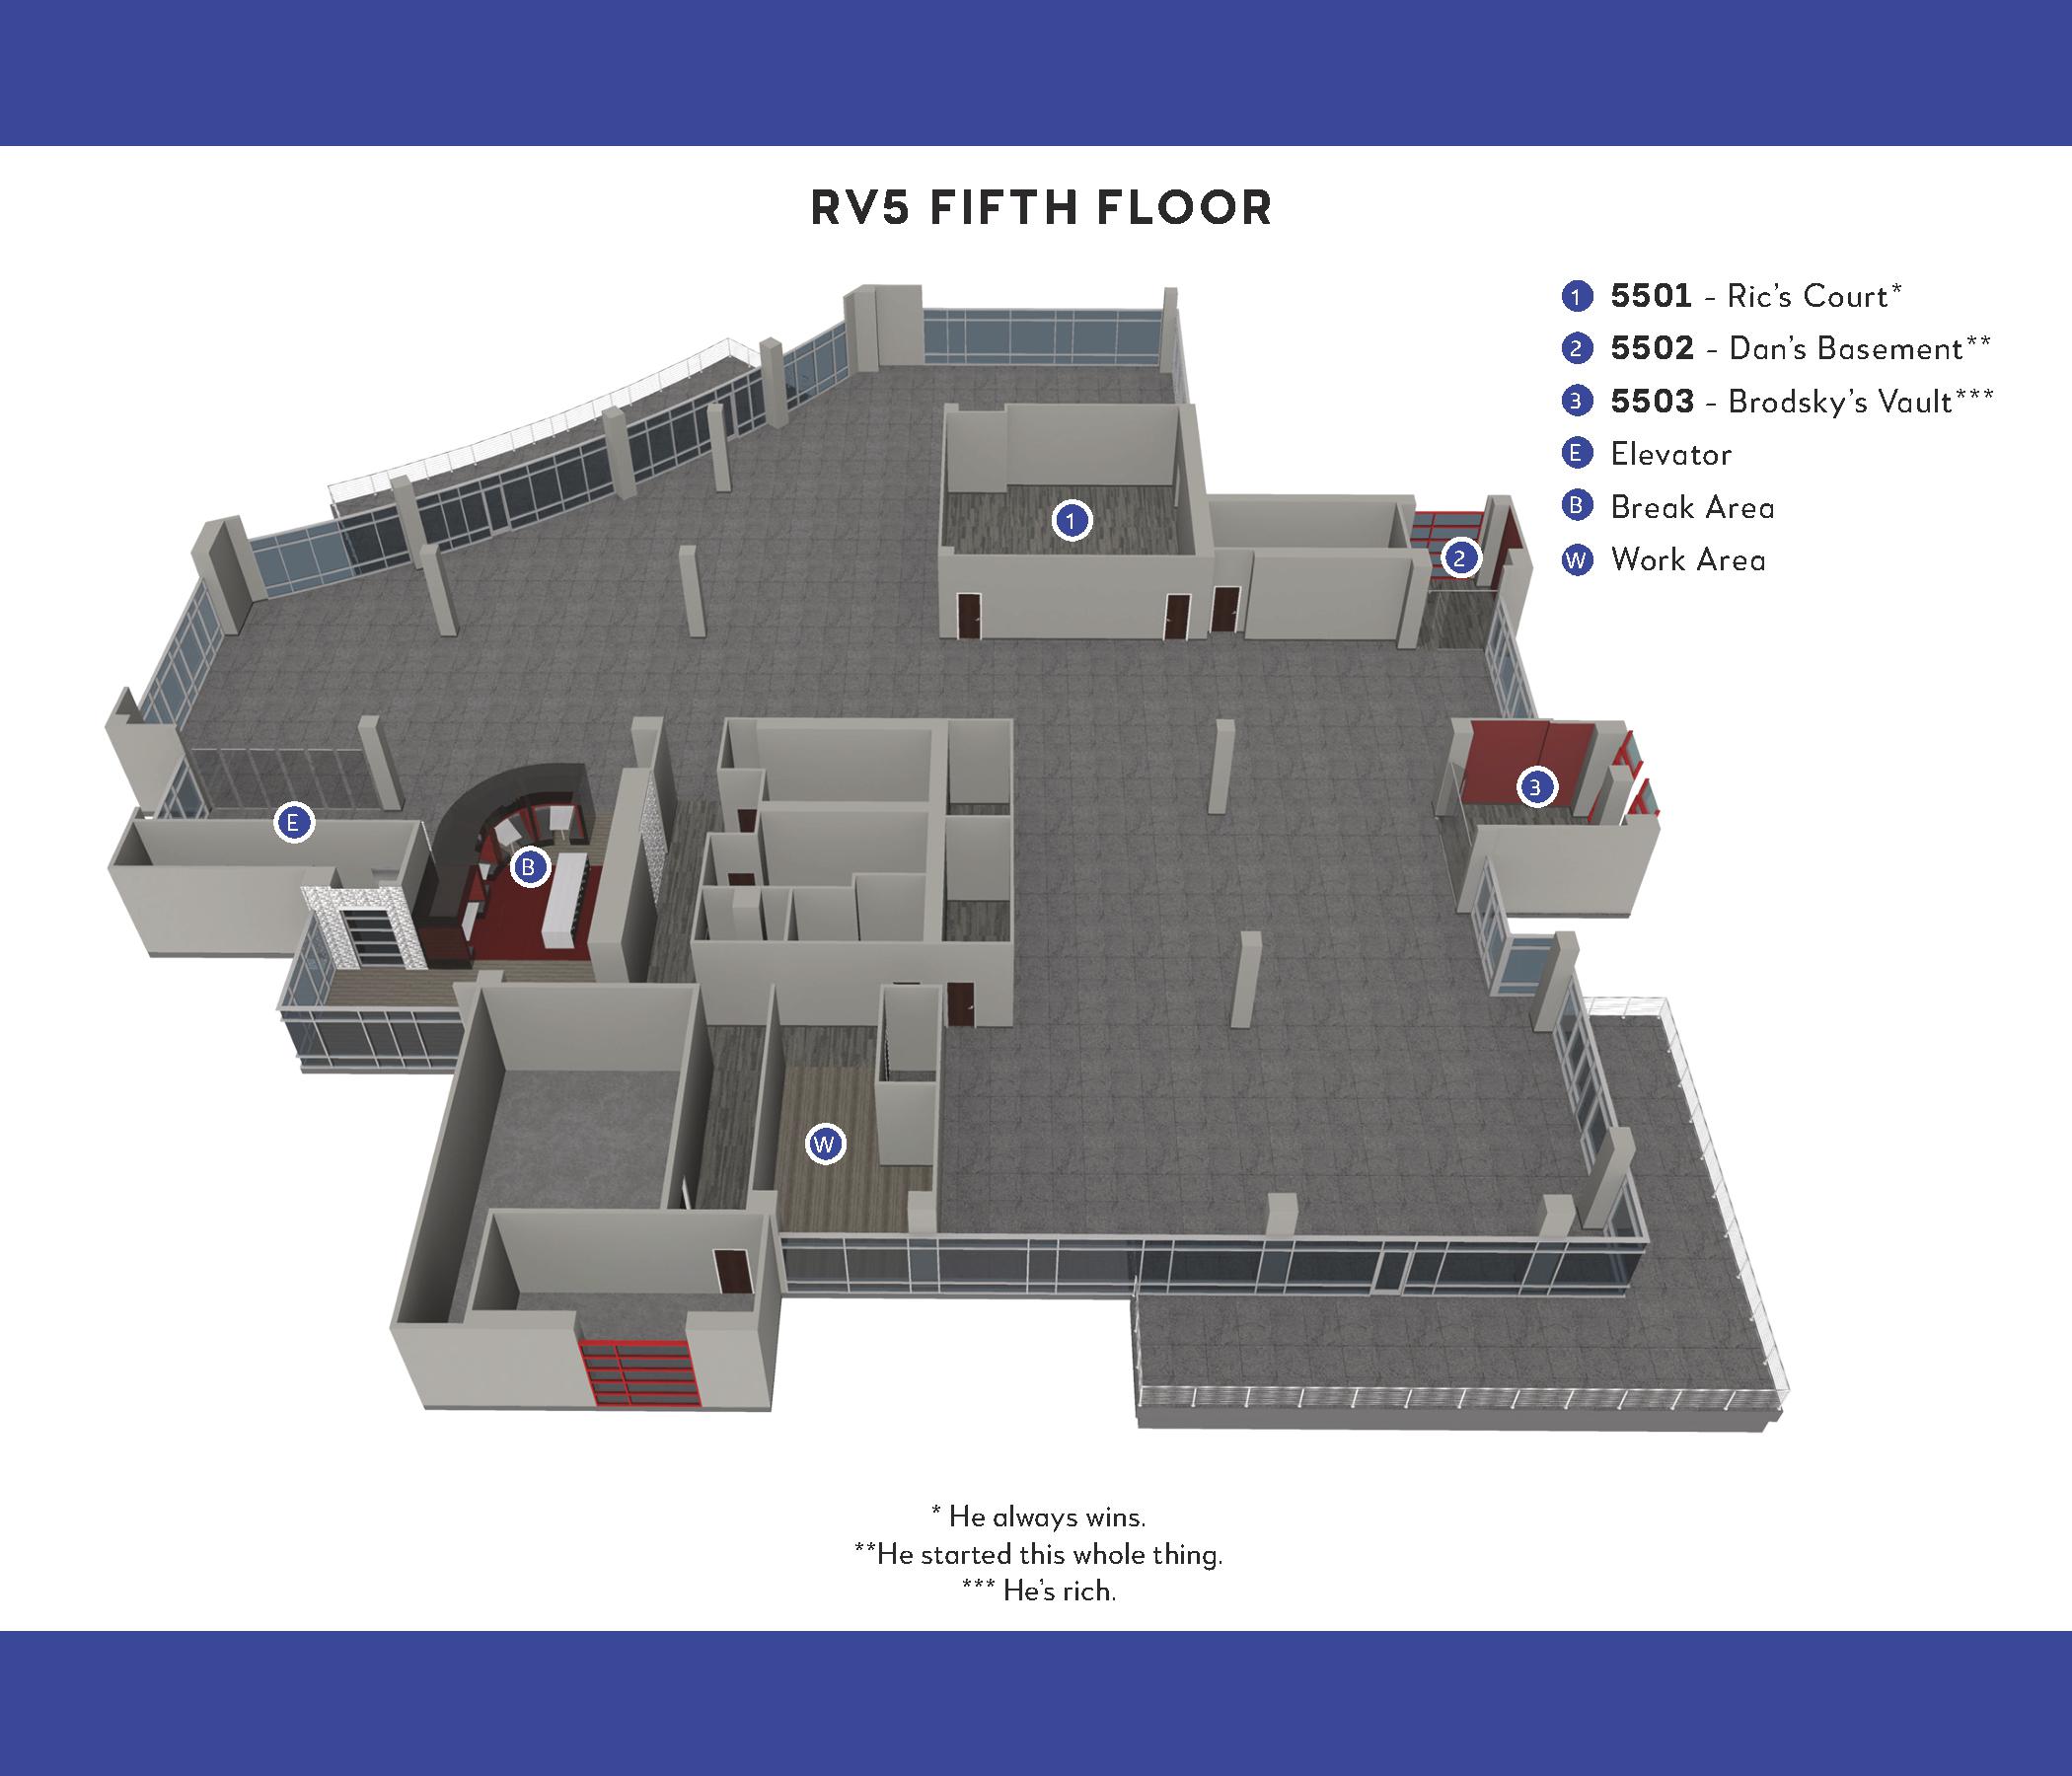 RV5 FIFTH FLOOR
1 5501 - Ric's Court*
2 5502 - Dan's Basement**
3 5503 - Brodsky's Vault***
E Elevator
B Break Area
W Work Area
1
2
3
E
B
W
* He always wins.
**He started this whole thing.
*** He's rich.